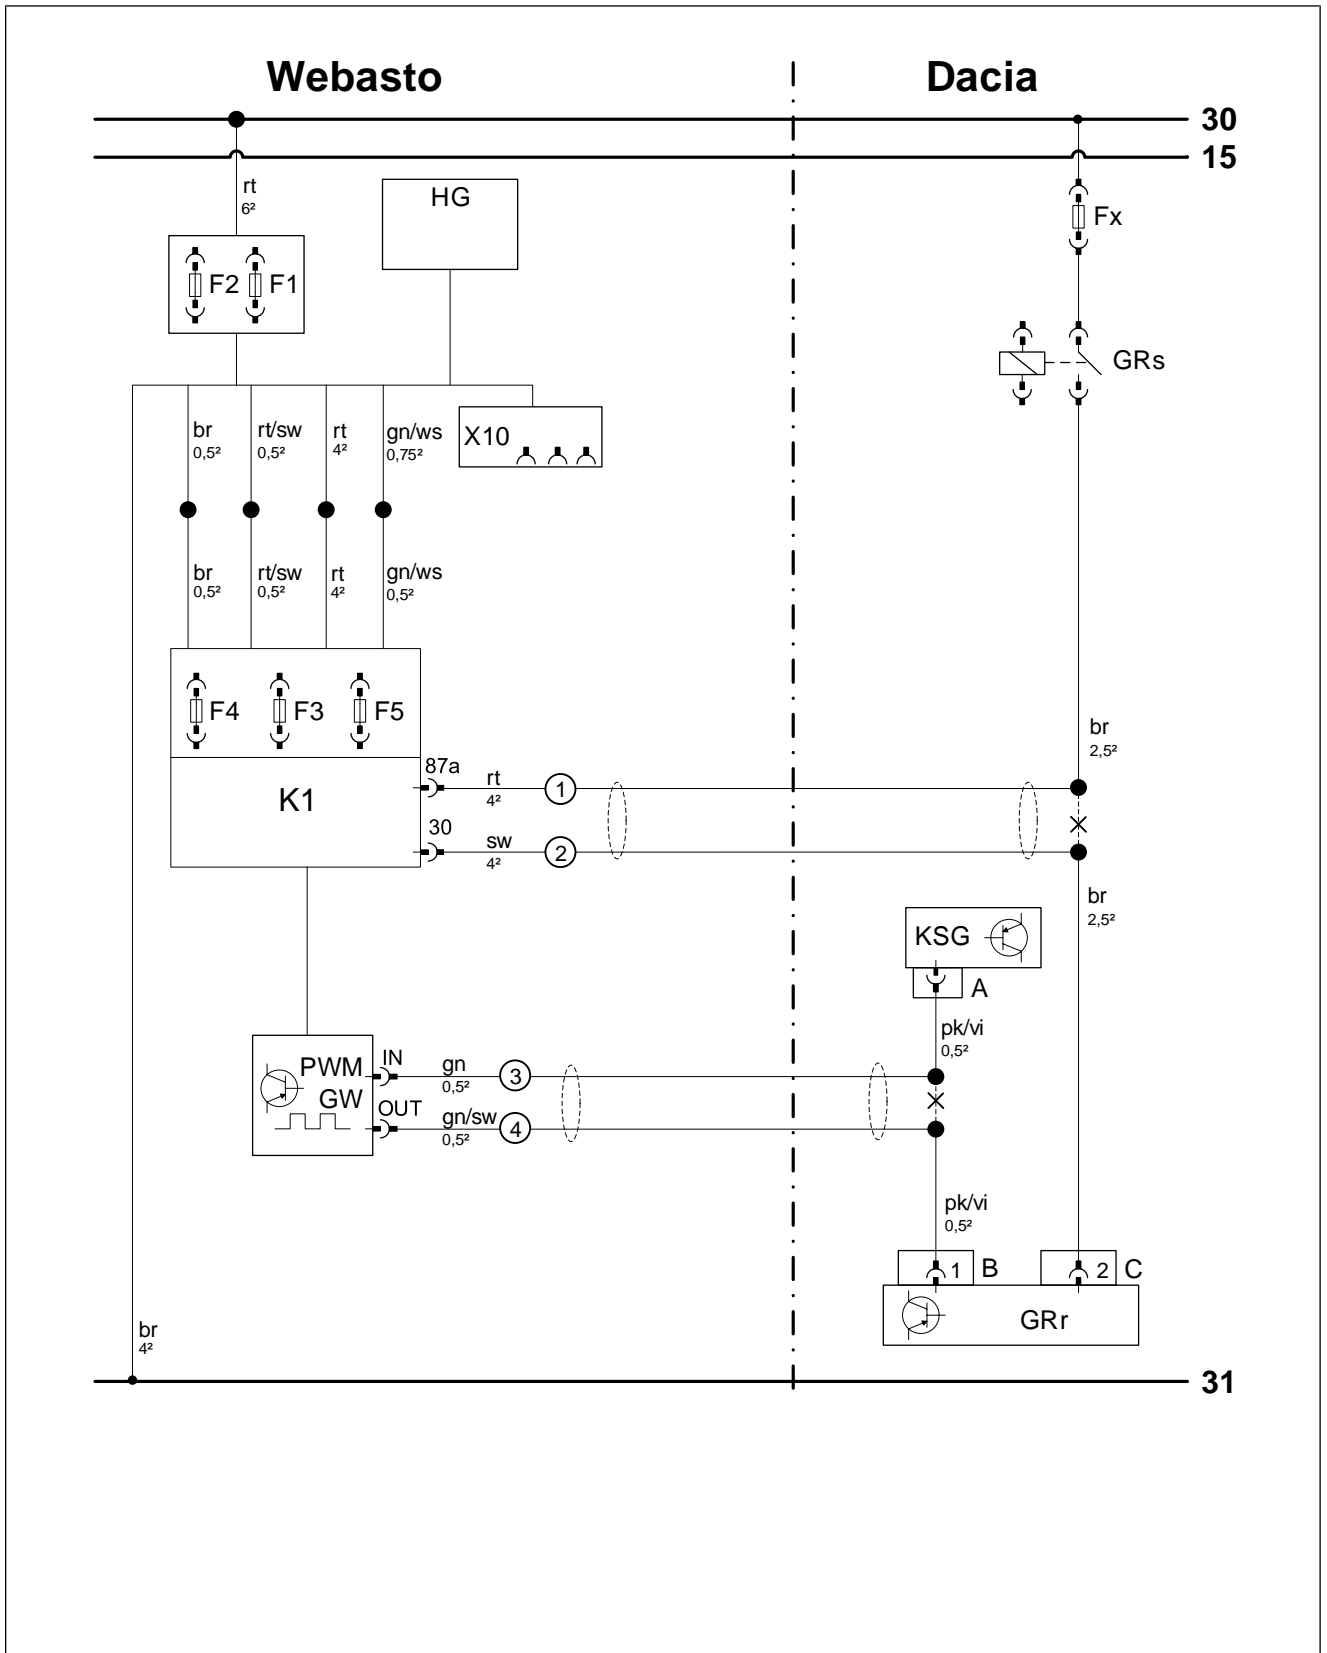 Webasto
Dacia
30
15
rt
6²
HG
Fx
F2
F1
GRs
br
0,5²
rt/sw
0,5²
rt
4²
gn/ws
0,75²
X10
br
0,5²
rt/sw
0,5²
rt
4²
gn/ws
0,5²
F4
F3
F5
br
2,5²
87a
rt
4²
1
K1
30
sw
4²
2
br
2,5²
KSG
A
pk/vi
0,5²
PWM
GW
IN
gn
0,5²
3
OUT
gn/sw
0,5²
4
pk/vi
0,5²
1
B
2
C
GRr
br
4²
31